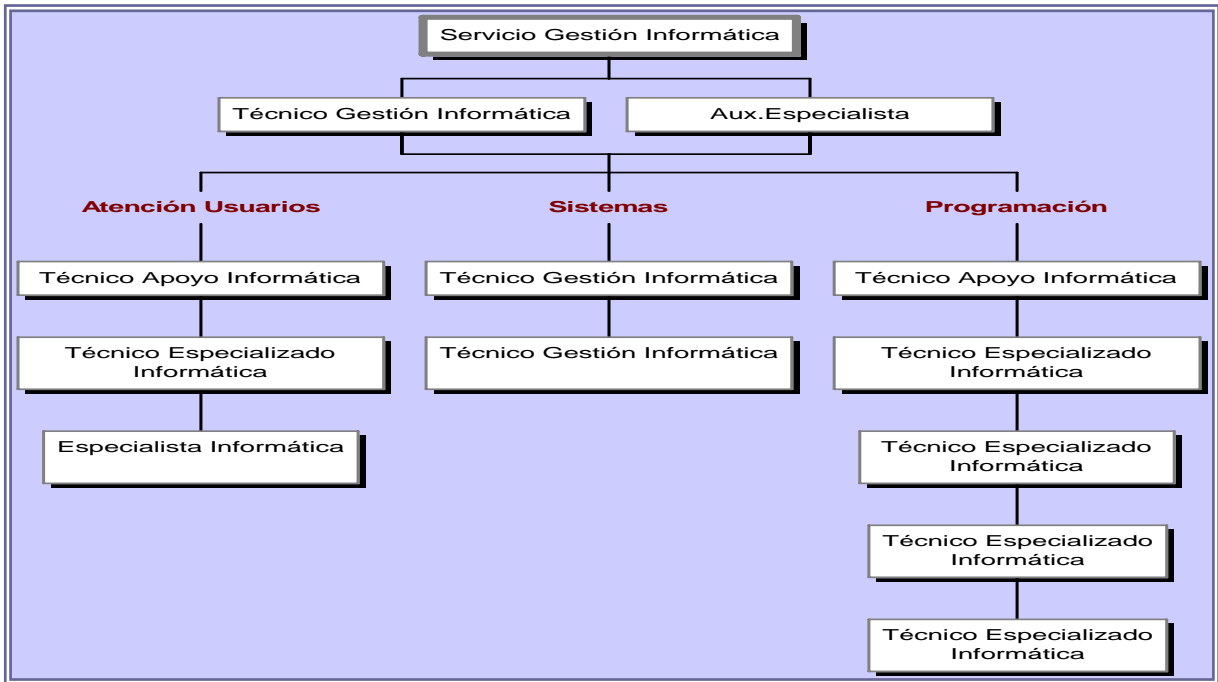 Servicio Gestión Informática
Técnico Gestión Informática
Aux.Especialista
Atención Usuarios
Sistemas
Programación
Técnico Apoyo Informática
Técnico Gestión Informática
Técnico Apoyo Informática
Técnico Especializado
Informática
Técnico Gestión Informática
Técnico Especializado
Informática
Especialista Informática
Técnico Especializado
Informática
Técnico Especializado
Informática
Técnico Especializado
Informática